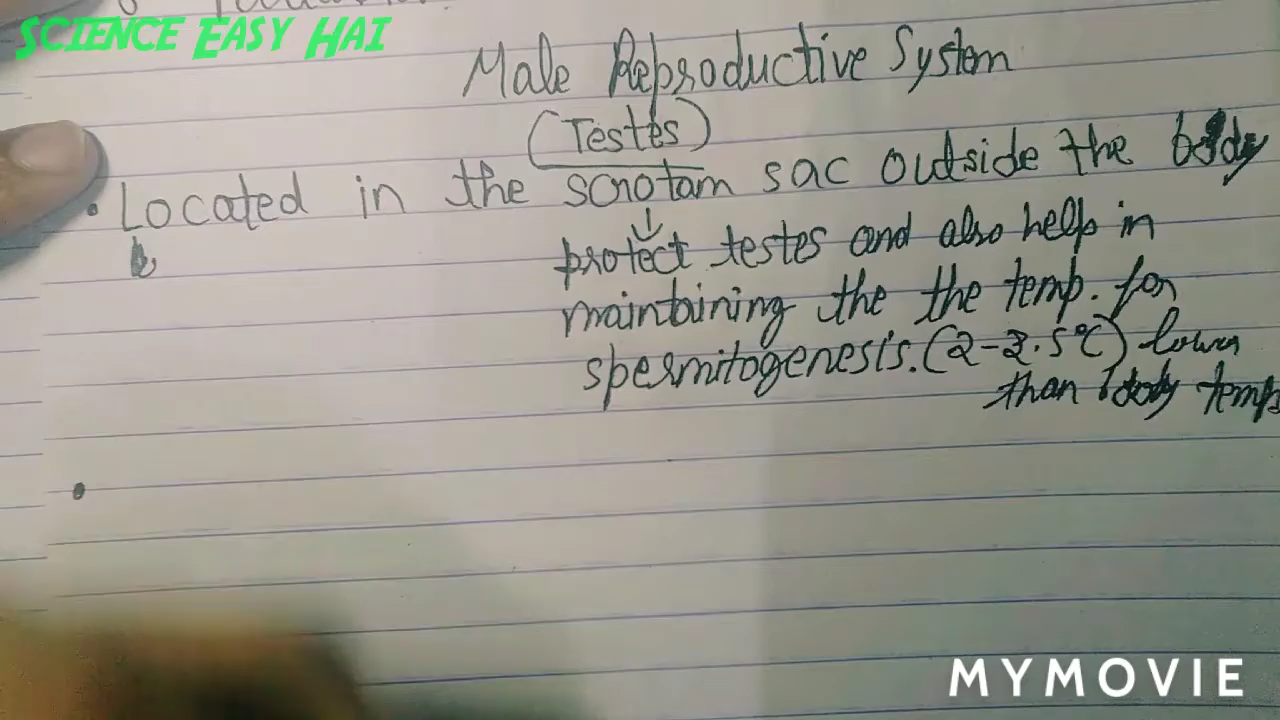 SCIENCE EASY HAI
Male Reproductive System
(Testes)
• Located in the scrotam sac outside the body
↓
protect testes and also help in
maintaining the the temp. for
spermitogenesis. (2-2.5°C) lower
than body temp
•
MYMOVIE